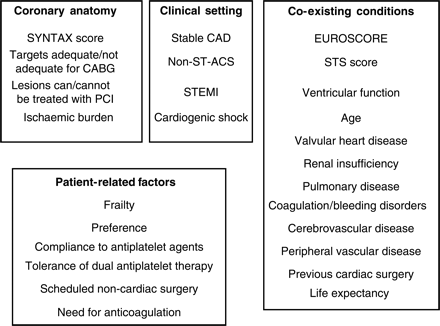 Coronary anatomy
SYNTAX score
Targets adequate/not
adequate for CABG
Lesions can/cannot
be treated with PCI
Ischaemic burden
Clinical setting
Stable CAD
Non-ST-ACS
STEMI
Cardiogenic shock
Co-existing conditions
EUROSCORE
STS score
Ventricular function
Age
Valvular heart disease
Renal insufficiency
Pulmonary disease
Coagulation/bleeding disorders
Cerebrovascular disease
Peripheral vascular disease
Previous cardiac surgery
Life expectancy
Patient-related factors
Frailty
Preference
Compliance to antiplatelet agents
Tolerance of dual antiplatelet therapy
Scheduled non-cardiac surgery
Need for anticoagulation